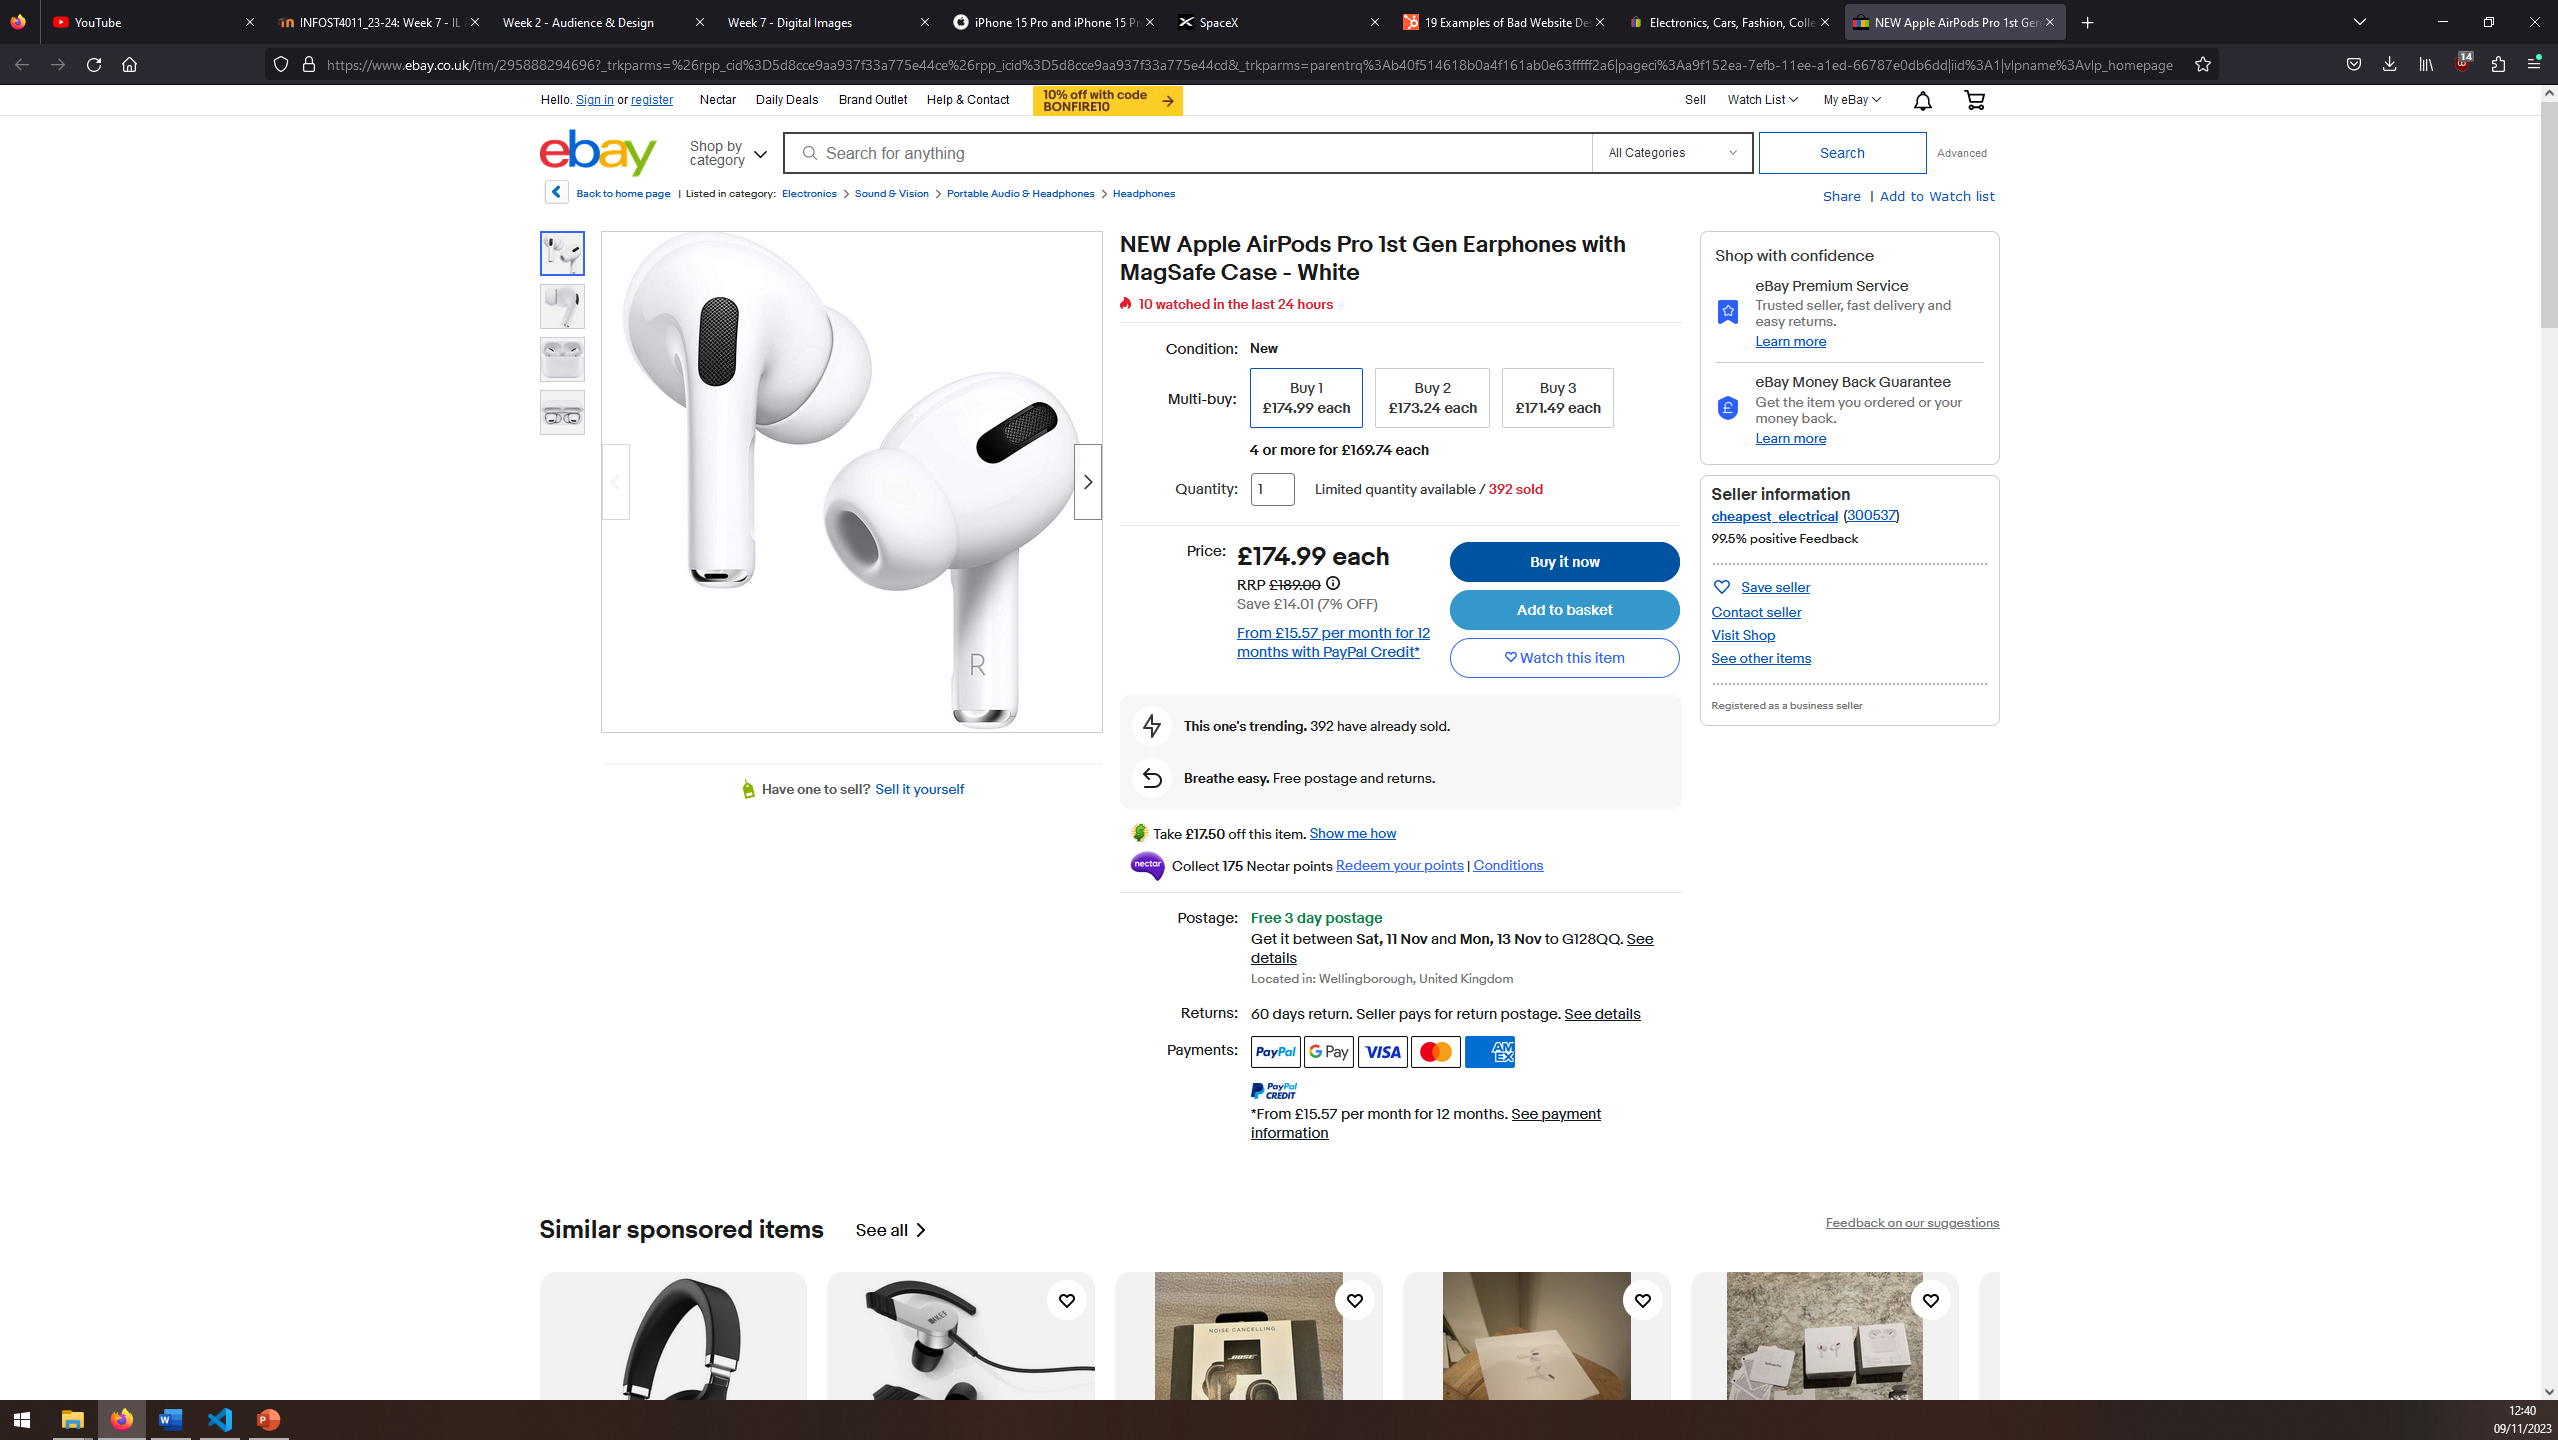 YouTube
INFOST4011_23-24: Week 7 - IL
Week 2 - Audience & Design
Week 7 - Digital Images
iPhone 15 Pro and iPhone 15 Pr
SpaceX
19 Examples of Bad Website De
Electronics, Cars, Fashion, Colle
NEW Apple AirPods Pro 1st Gen
https://www.ebay.co.uk/itm/295888294696?_trkparms=%26rpp_cid%3D5d8cce9aa937f33a775e44ce%26rpp_icid%3D5d8cce9aa937f33a775e44cd&_trkparms=parentrq%3Ab40f514618b0a4f161ab0e63fffff2a6|pageci%3Aa9f152ea-7efb-11ee-a1ed-66787e0db6dd|iid%3A1|vlpname%3Avlp_homepage
14
Hello. Sign in or register
Nectar
Daily Deals
Brand Outlet
Help & Contact
10% off with code
BONFIRE10
Sell
Watch List
My eBay
ebay
Shop by
category
Search for anything
All Categories
Search
Advanced
Back to home page | Listed in category: Electronics > Sound & Vision > Portable Audio & Headphones > Headphones
Share | Add to Watch list
R
Have one to sell? Sell it yourself
NEW Apple AirPods Pro 1st Gen Earphones with
MagSafe Case - White
10 watched in the last 24 hours
Condition: New
Multi-buy:
Buy 1
£174.99 each
Buy 2
£173.24 each
Buy 3
£171.49 each
4 or more for £169.74 each
Quantity: 1 Limited quantity available / 392 sold
Price: £174.99 each
RRP £189.00
Save £14.01 (7% OFF)
From £15.57 per month for 12
months with PayPal Credit*
Buy it now
Add to basket
Watch this item
This one's trending. 392 have already sold.
Breathe easy. Free postage and returns.
Take £17.50 off this item. Show me how
nectar Collect 175 Nectar points Redeem your points | Conditions
Postage: Free 3 day postage
Get it between Sat, 11 Nov and Mon, 13 Nov to G128QQ. See
details
Located in: Wellingborough, United Kingdom
Returns: 60 days return. Seller pays for return postage. See details
Payments: PayPal G Pay VISA AMEX
PayPal
CREDIT
*From £15.57 per month for 12 months. See payment
information
Shop with confidence
eBay Premium Service
Trusted seller, fast delivery and
easy returns.
Learn more
eBay Money Back Guarantee
Get the item you ordered or your
money back.
Learn more
Seller information
cheapest_electrical (300537)
99.5% positive Feedback
Save seller
Contact seller
Visit Shop
See other items
Registered as a business seller
Similar sponsored items
See all
Feedback on our suggestions
KEF
NOISE CANCELLING
BOSE
12:40
09/11/2023